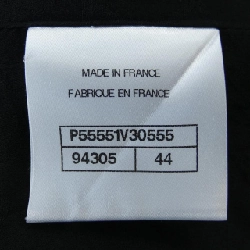 MADE IN FRANCE
FABRIQUE EN FRANCE
P55551V30555
94305 44